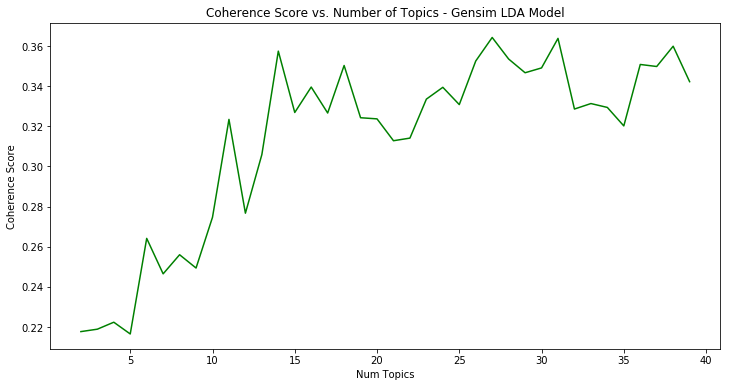 Coherence Score vs. Number of Topics - Gensim LDA Model
Coherence Score
0.36
0.34
0.32
0.30
0.28
0.26
0.24
0.22
5 10 15 20 25 30 35 40
Num Topics